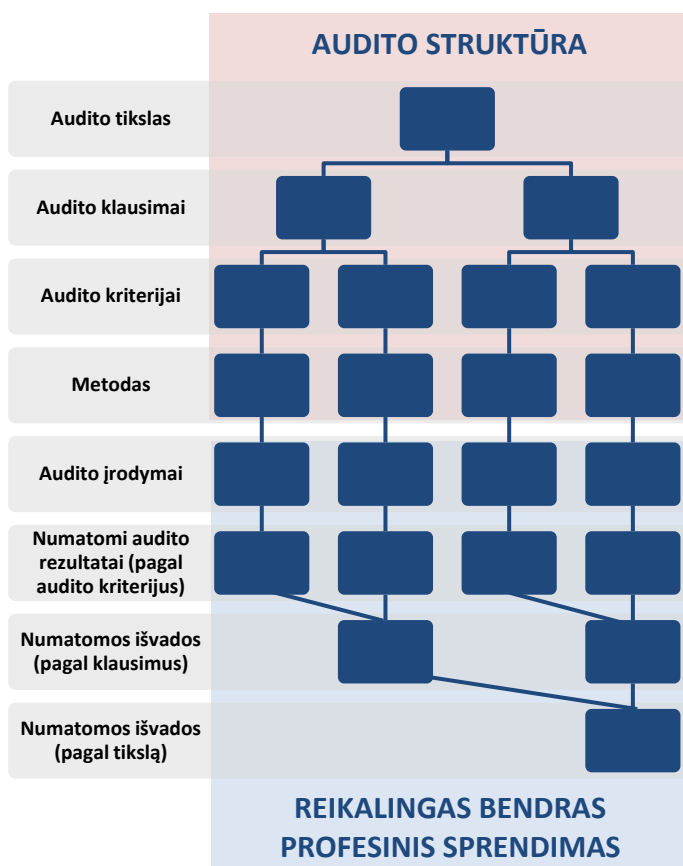 AUDITO STRUKTŪRA
Audito tikslas
Audito klausimai
Audito kriterijai
Metodas
Audito įrodymai
Numatomi audito
rezultatai (pagal
audito kriterijus)
Numatomos išvados
(pagal klausimus)
Numatomos išvados
(pagal tikslą)
REIKALINGAS BENDRAS
PROFESINIS SPRENDIMAS